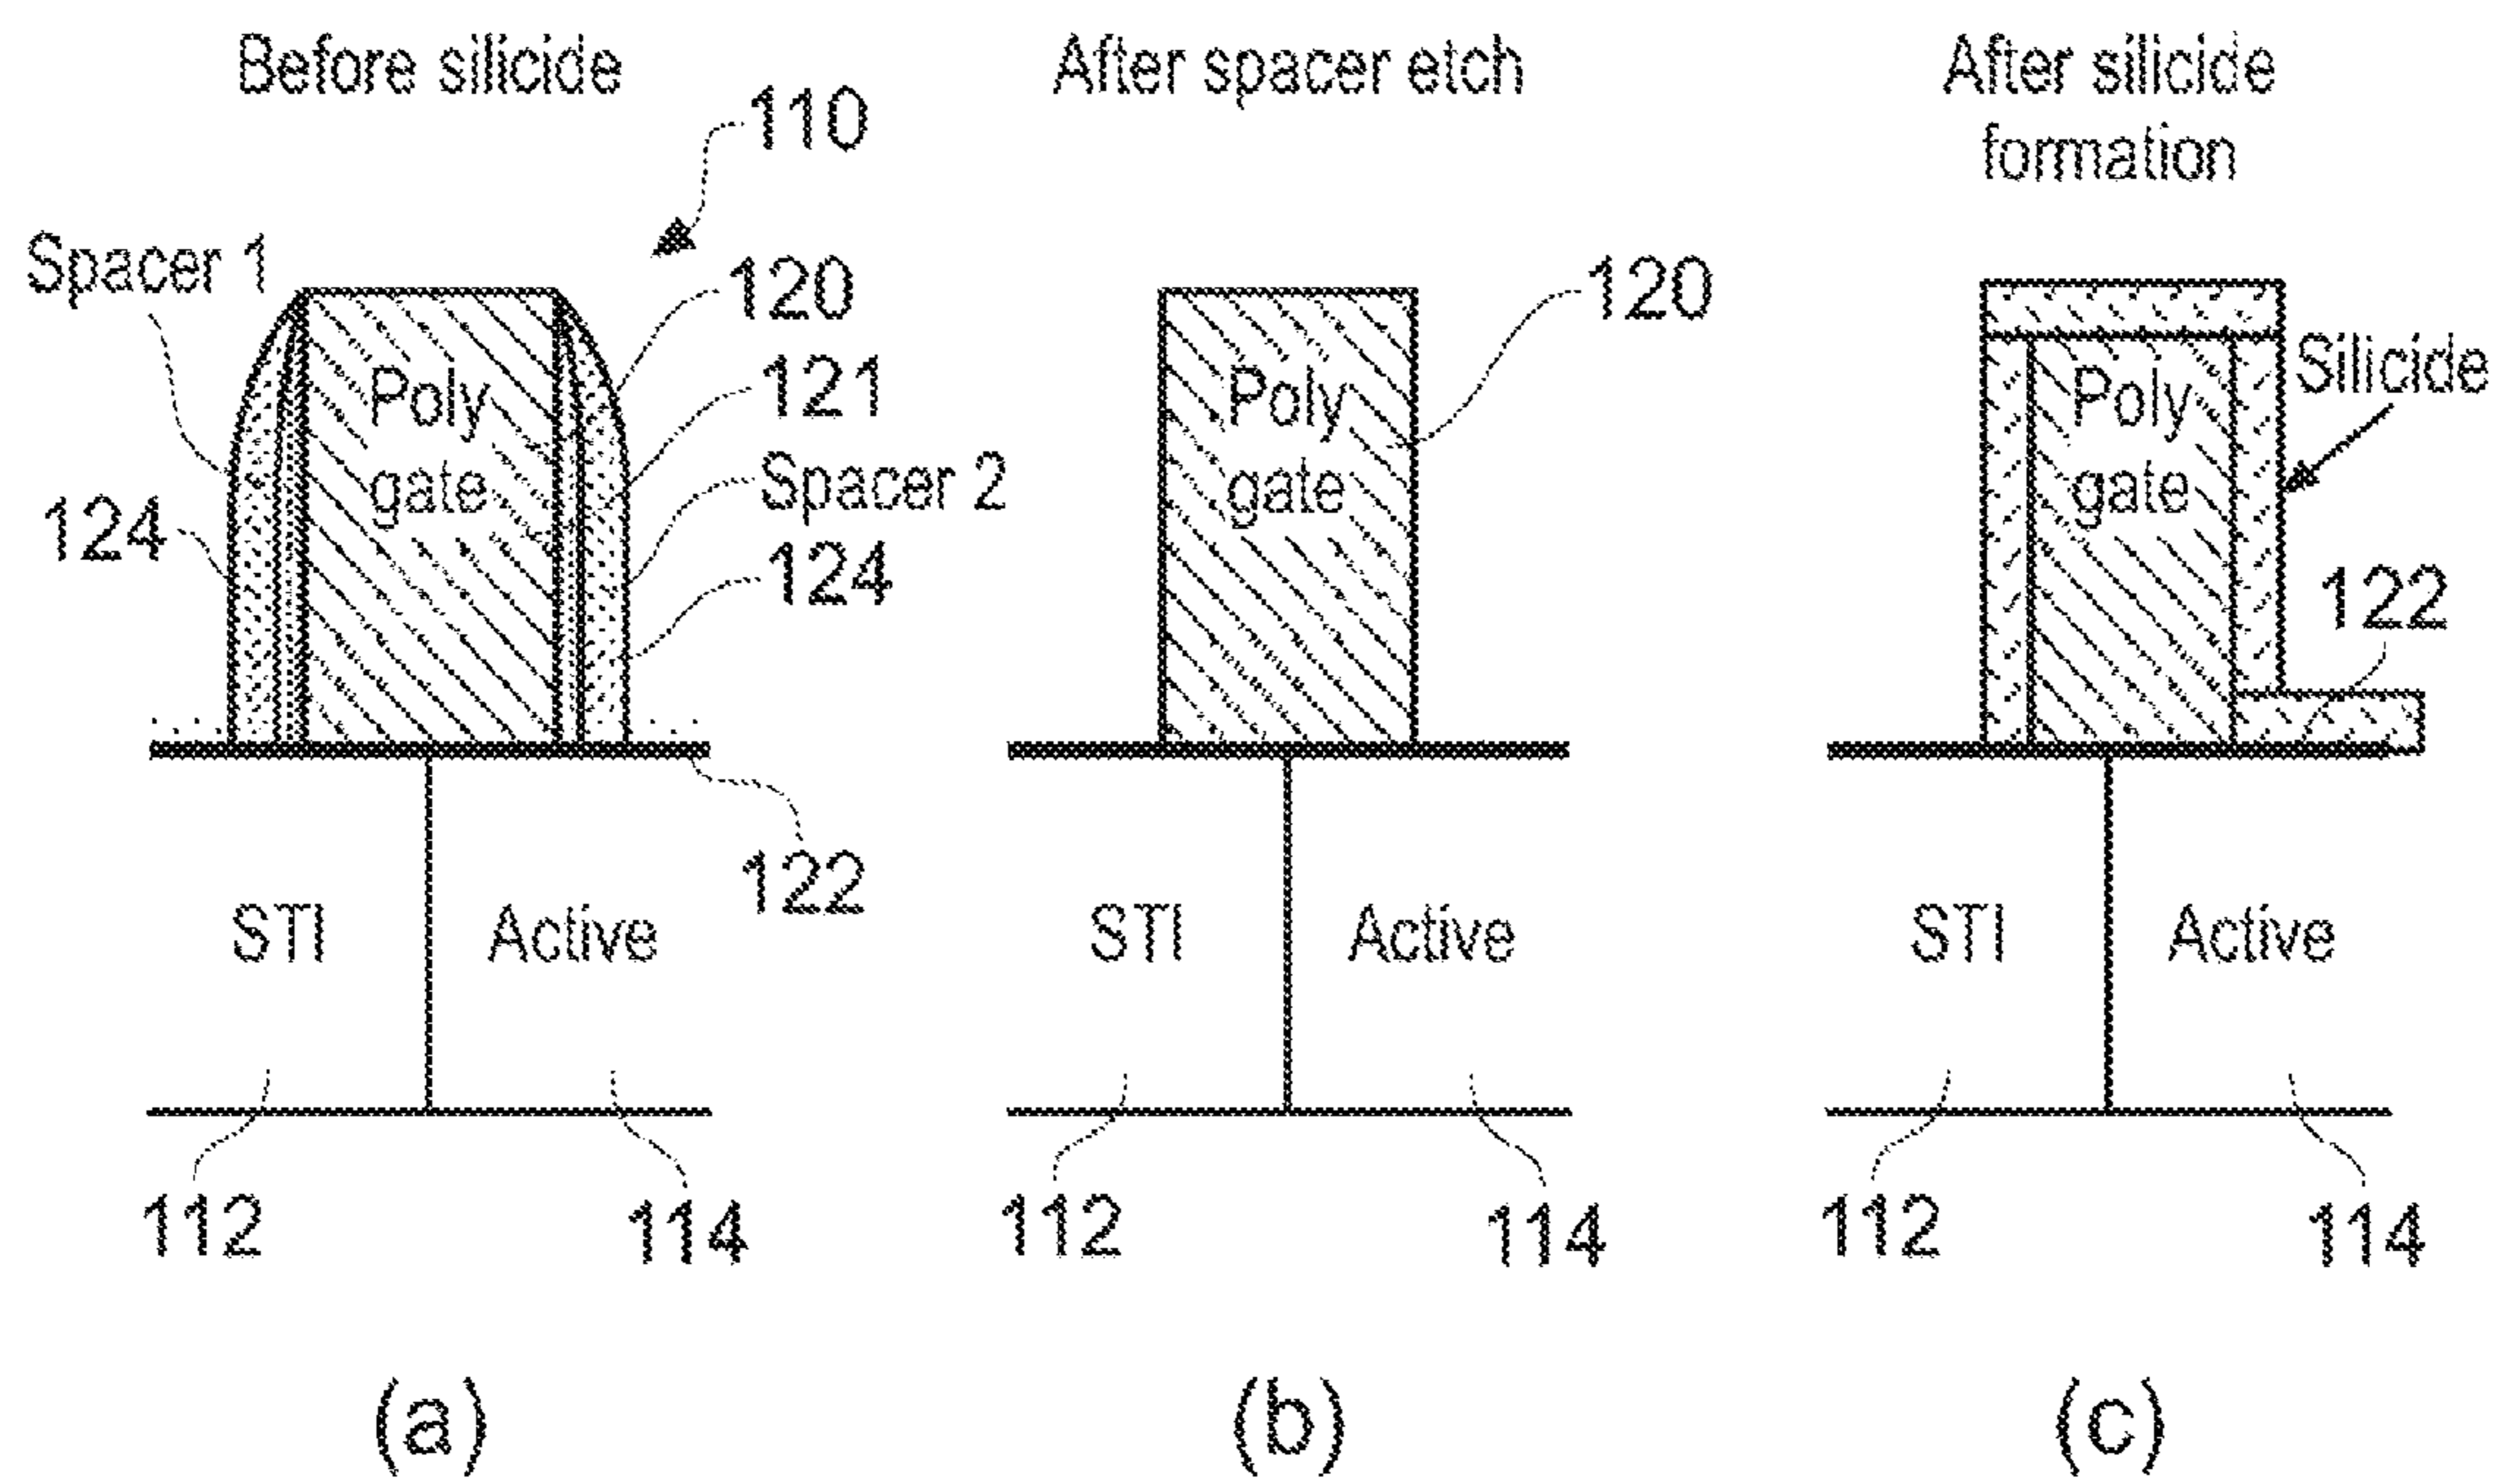 Before silicide
110
Spacer 1
120
121
Poly
gate
Spacer 2
124
124
122
STI
Active
112
114
(a)
After spacer etch
120
Poly
gate
STI
Active
112
114
(b)
After silicide
formation
Silicide
Poly
gate
122
STI
Active
112
114
(c)